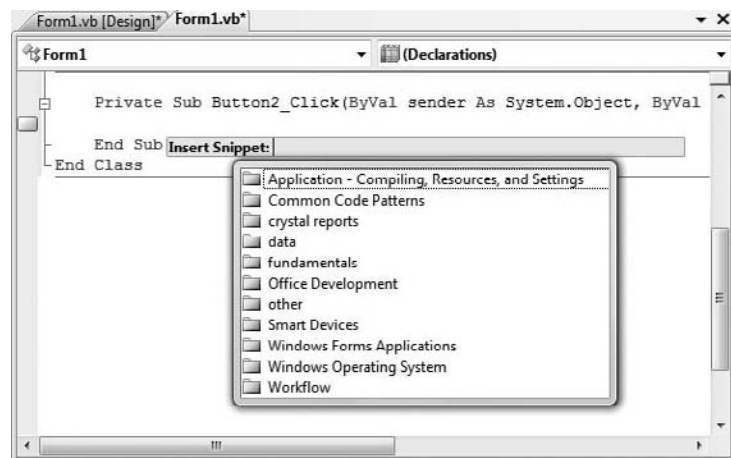 Form1.vb [Design]* Form1.vb*
Form1 (Declarations)
Private Sub Button2_Click(ByVal sender As System.Object, ByVal
End Sub Insert Snippet:
End Class
Application - Compiling, Resources, and Settings
Common Code Patterns
crystal reports
data
fundamentals
Office Development
other
Smart Devices
Windows Forms Applications
Windows Operating System
Workflow